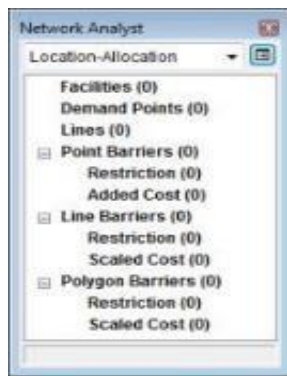 Network Analyst
Location-Allocation
Facilities (0)
Demand Points (0)
Lines (0)
Point Barriers (0)
Restriction (0)
Added Cost (0)
Line Barriers (0)
Restriction (0)
Scaled Cost (0)
Polygon Barriers (0)
Restriction (0)
Scaled Cost (0)